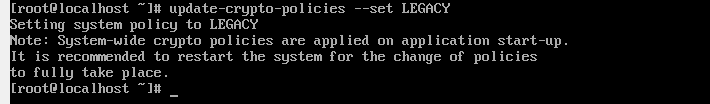 [root@localhost ~]# update-crypto-policies --set LEGACY
Setting system policy to LEGACY
Note: System-wide crypto policies are applied on application start-up.
It is recommended to restart the system for the change of policies
to fully take place.
[root@localhost ~]# _